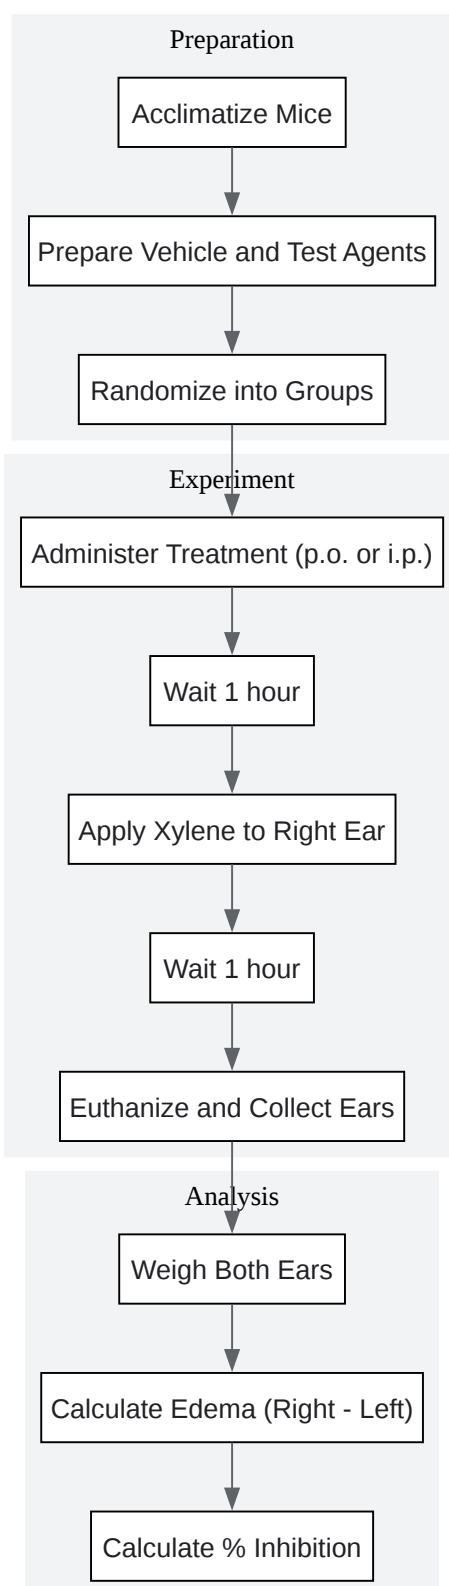 Preparation
Acclimatize Mice
Prepare Vehicle and Test Agents
Randomize into Groups
Experiment
Administer Treatment (p.o. or i.p.)
Wait 1 hour
Apply Xylene to Right Ear
Wait 1 hour
Euthanize and Collect Ears
Analysis
Weigh Both Ears
Calculate Edema (Right - Left)
Calculate % Inhibition